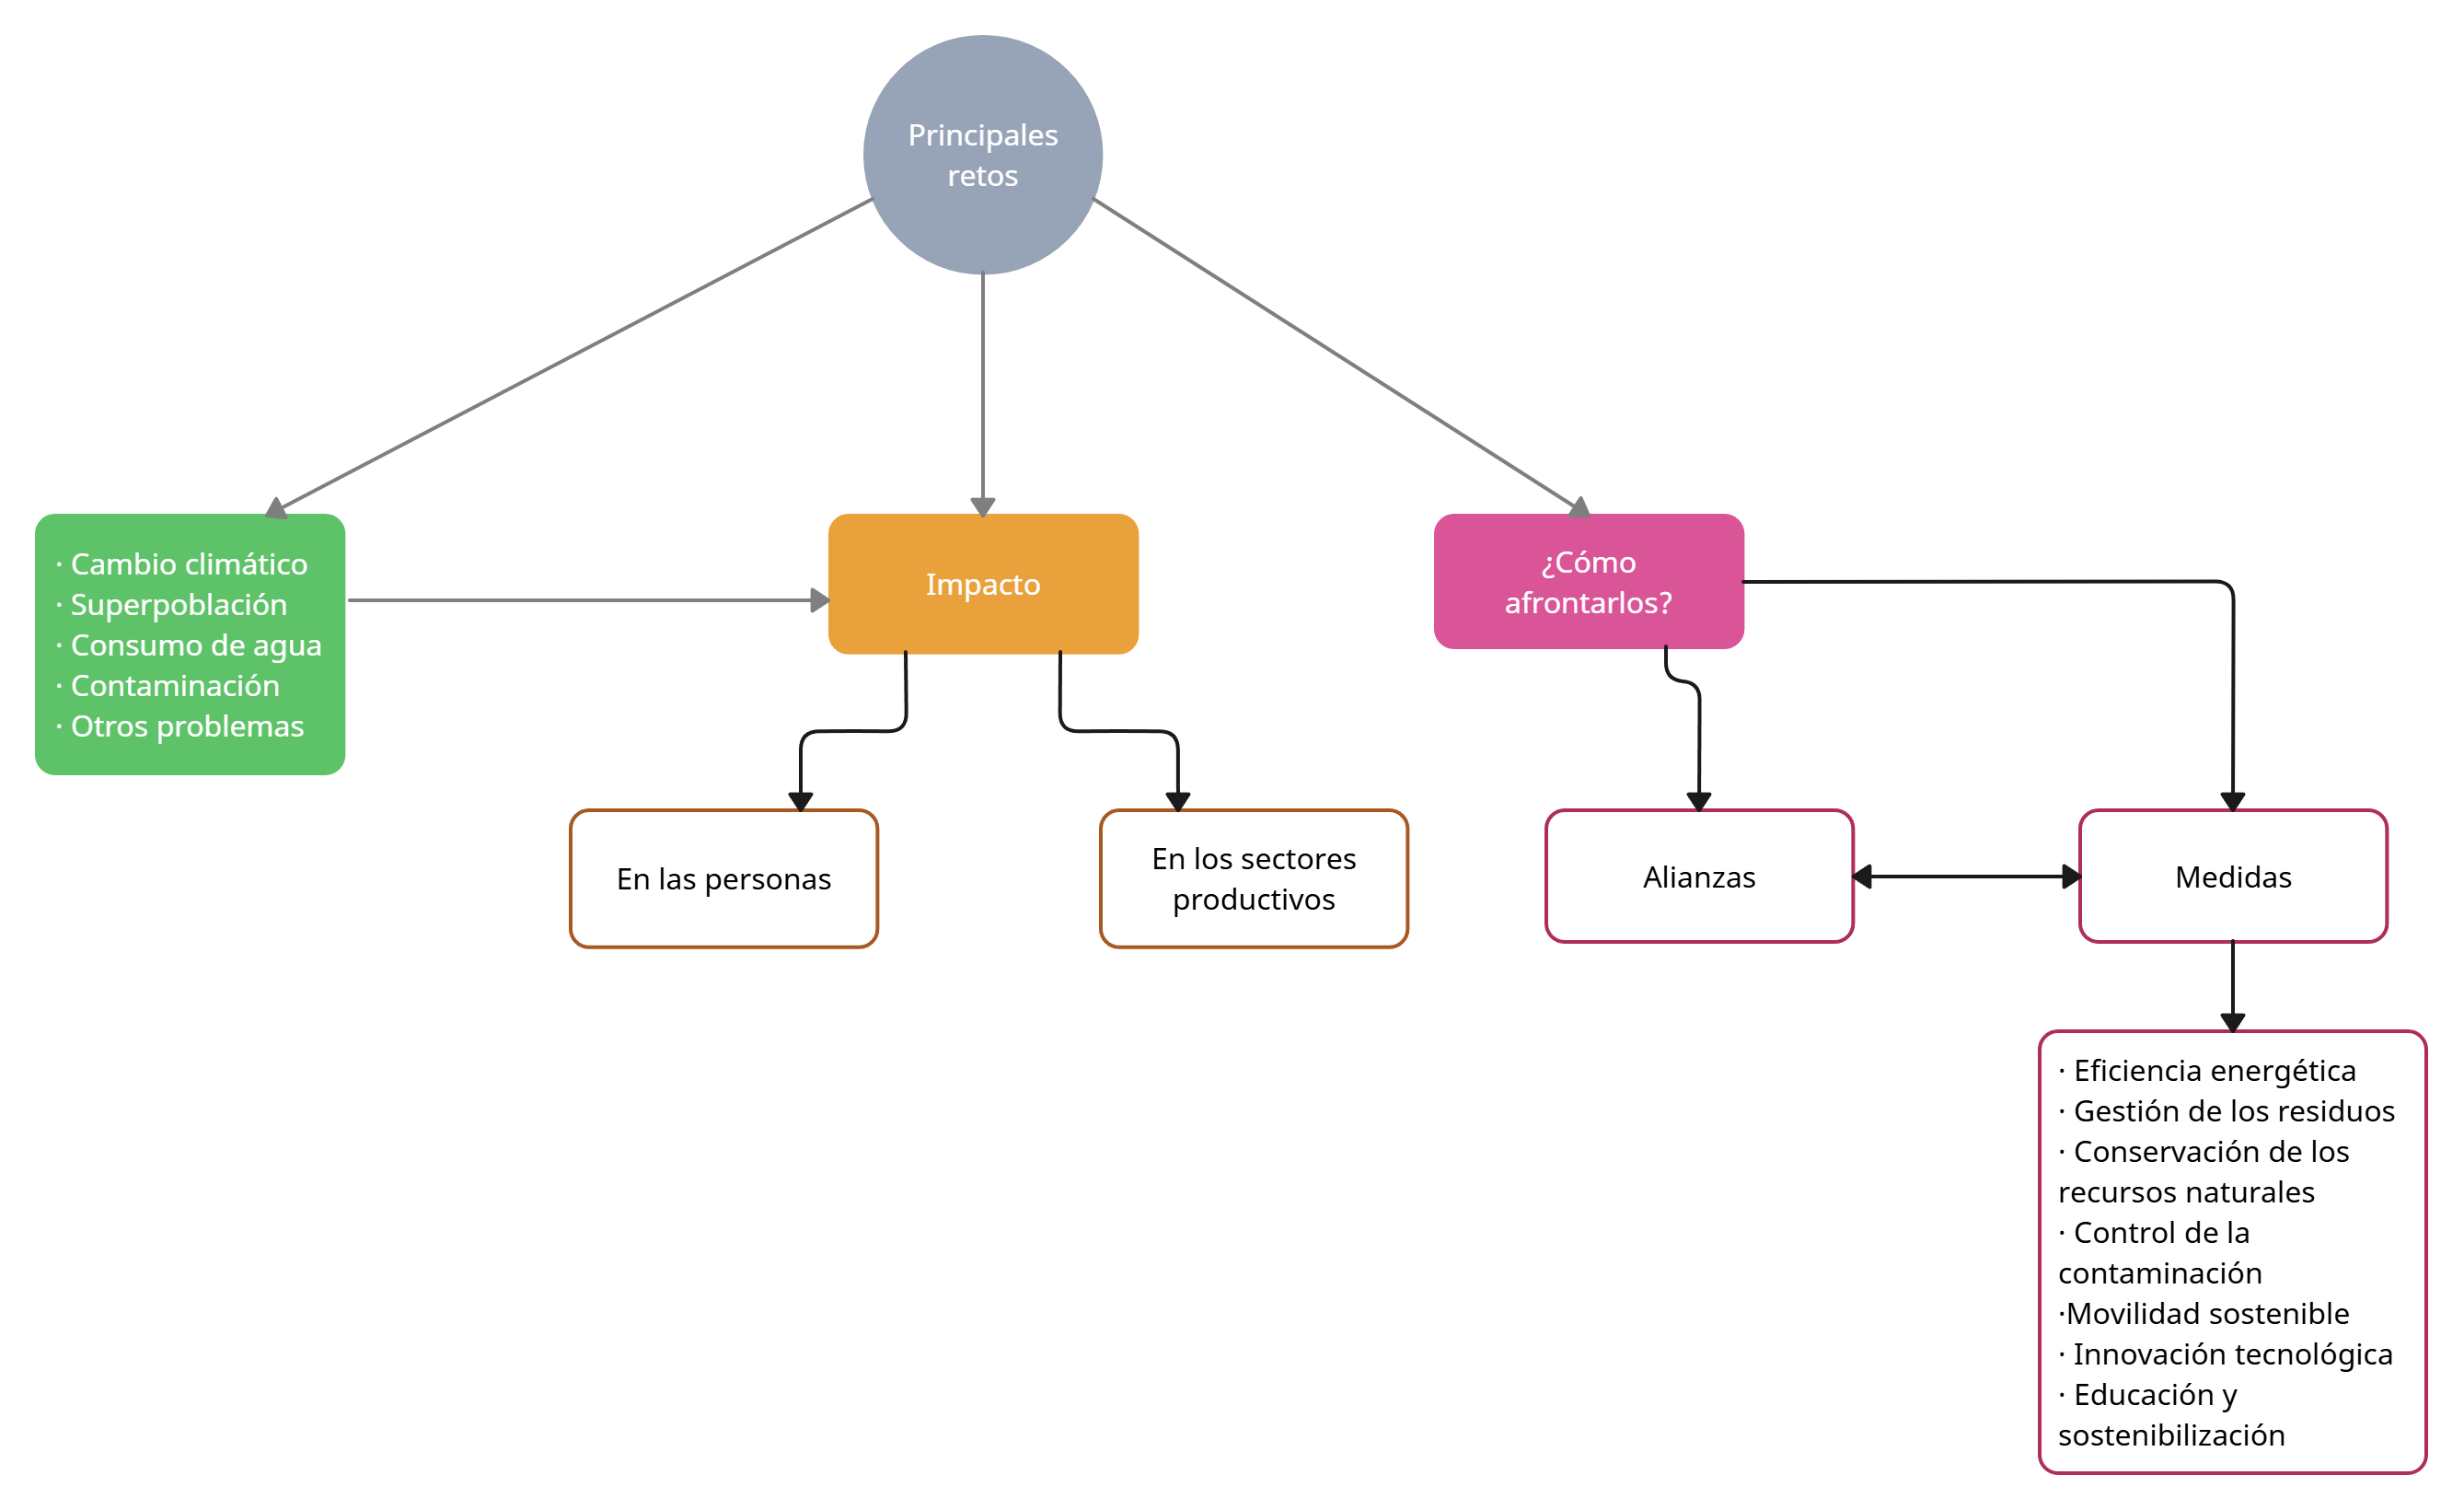 Principales
retos
· Cambio climático
· Superpoblación
· Consumo de agua
· Contaminación
· Otros problemas
Impacto
¿Cómo
afrontarlos?
En las personas
En los sectores
productivos
Alianzas
Medidas
· Eficiencia energética
· Gestión de los residuos
· Conservación de los
recursos naturales
· Control de la
contaminación
·Movilidad sostenible
· Innovación tecnológica
· Educación y
sostenibilización